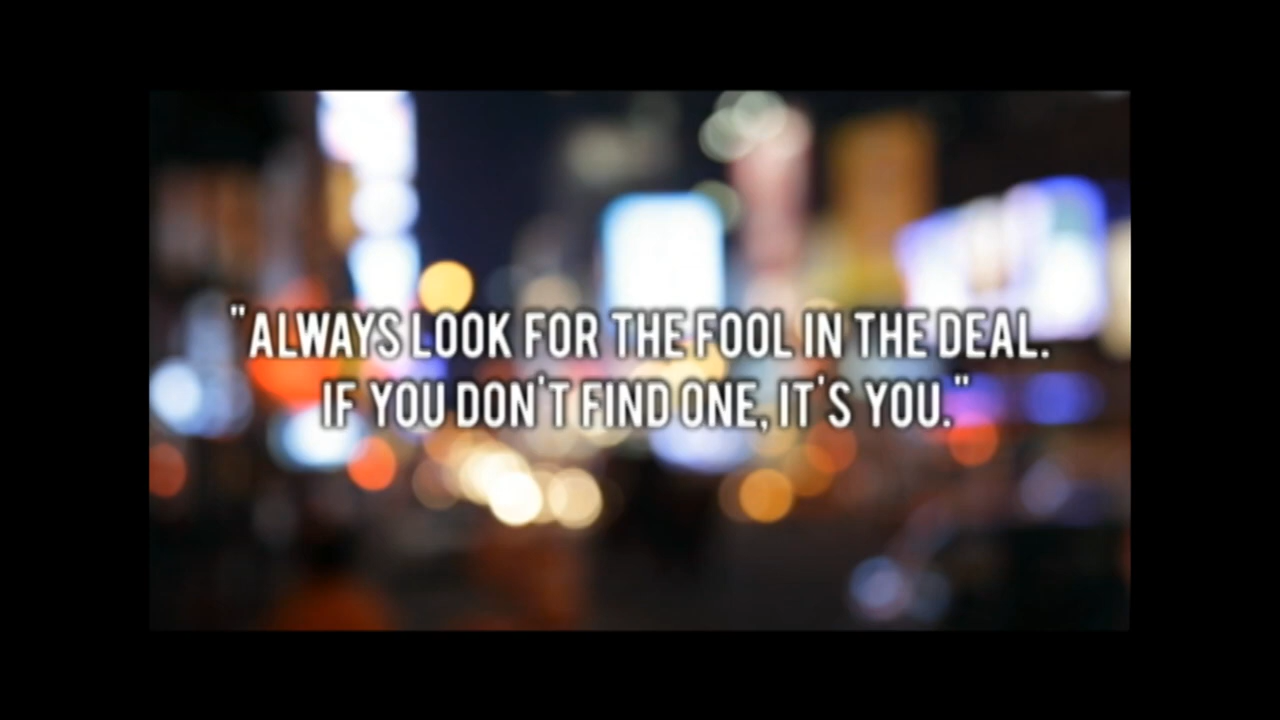 "ALWAYS LOOK FOR THE FOOL IN THE DEAL.
IF YOU DON'T FIND ONE, IT'S YOU."